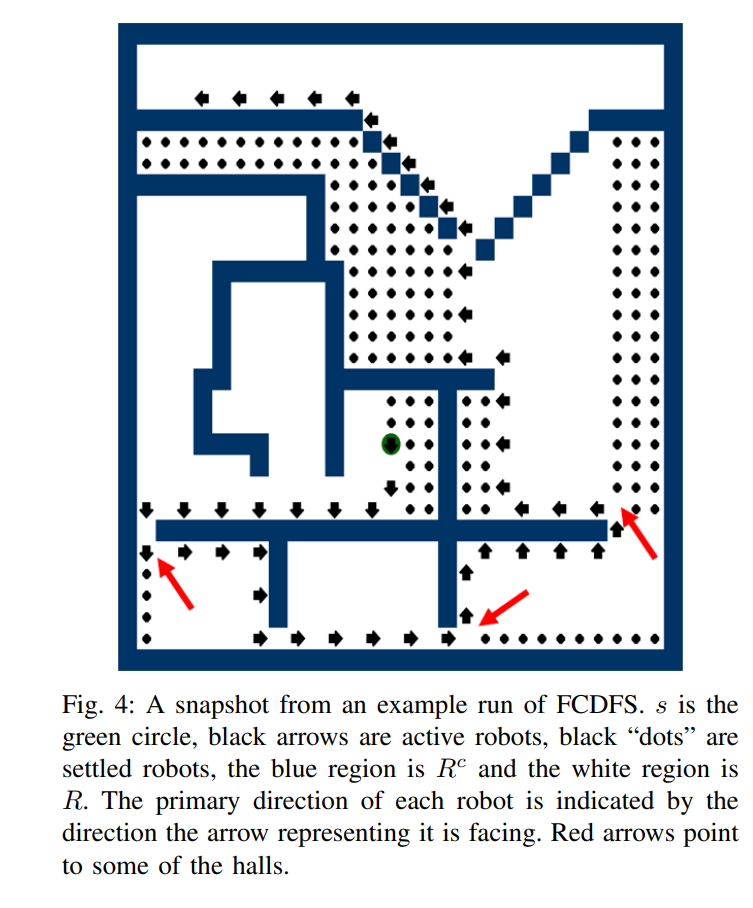 Fig. 4: A snapshot from an example run of FCDFS. s is the
green circle, black arrows are active robots, black “dots” are
settled robots, the blue region is Rᶜ and the white region is
R. The primary direction of each robot is indicated by the
direction the arrow representing it is facing. Red arrows point
to some of the halls.